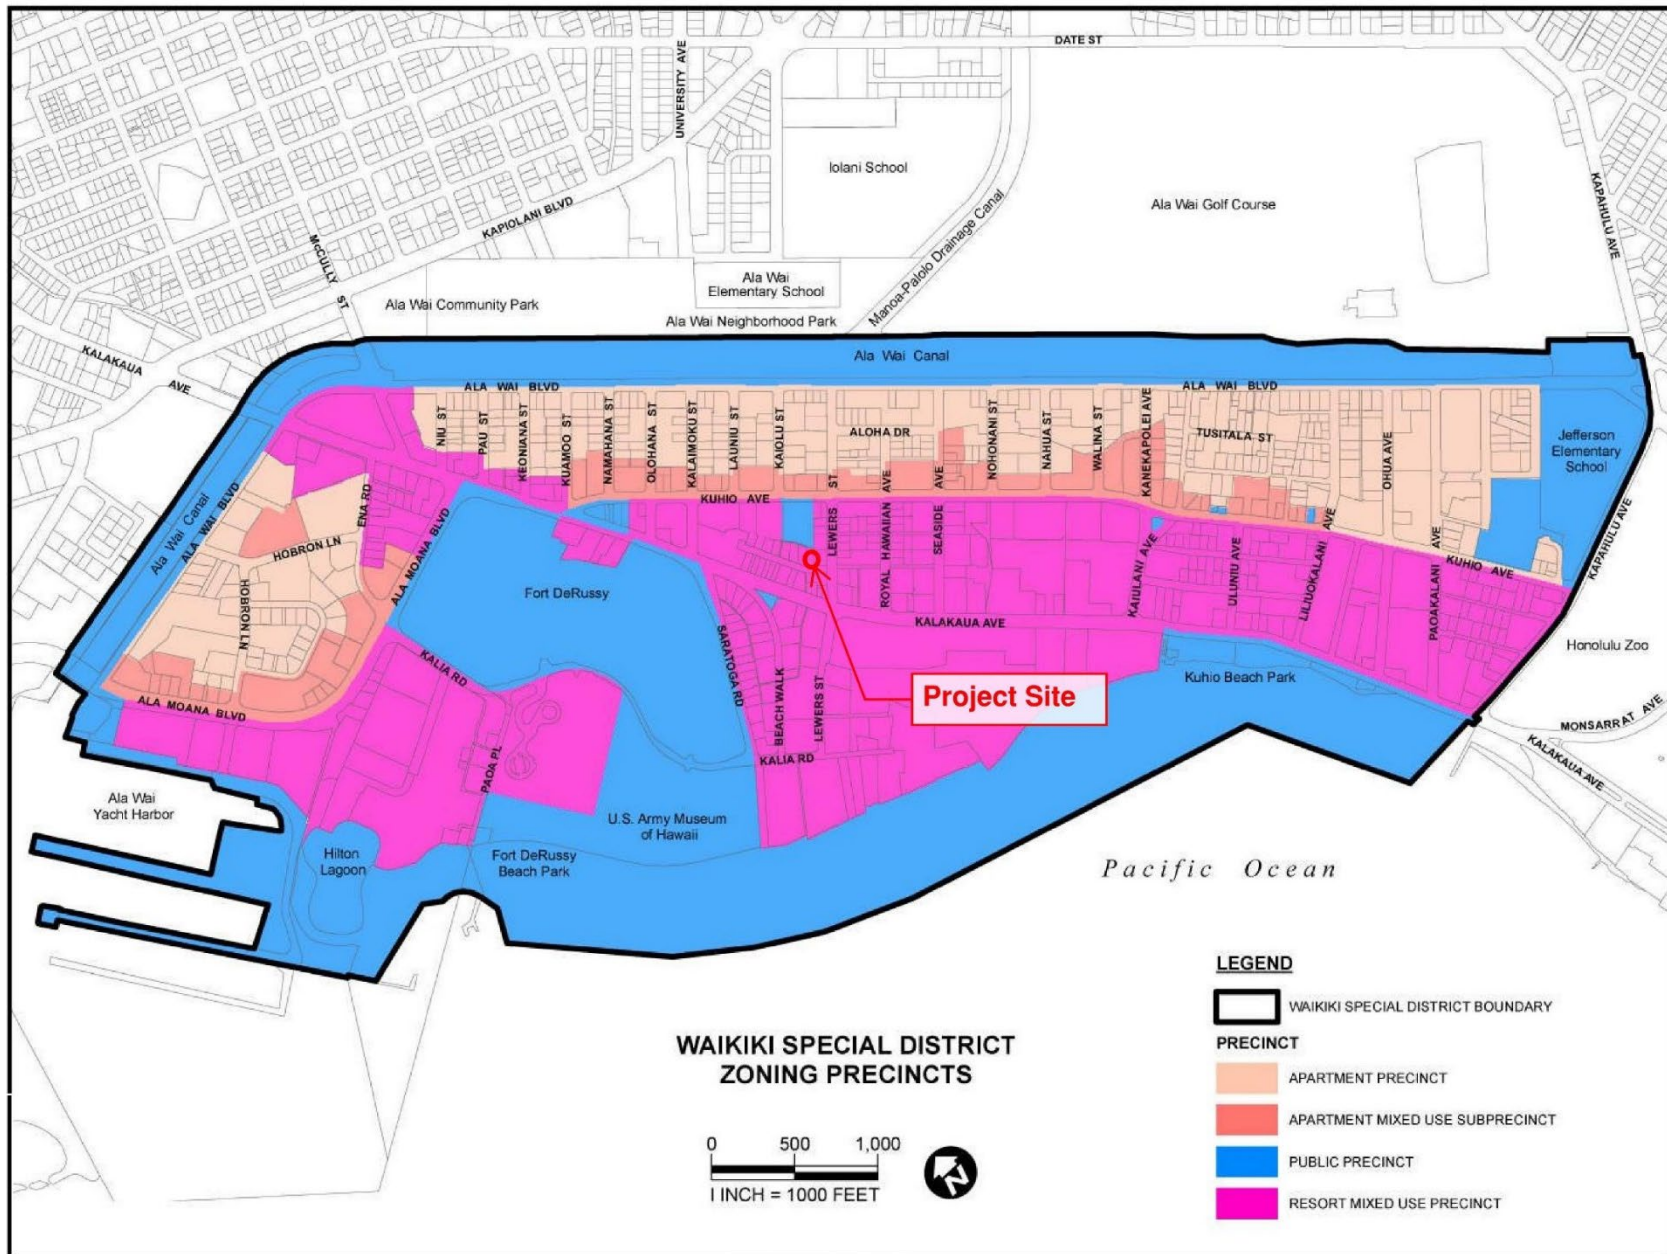 DATE ST
UNIVERSITY AVE
Iolani School
Ala Wai Golf Course
KAPAHULU AVE
KAPIOLANI BLVD
McCULLY ST
Manoa-Palolo Drainage Canal
Ala Wai
Elementary School
Ala Wai Community Park
Ala Wai Neighborhood Park
KALAKAUA AVE
Ala Wai Canal
ALA WAI BLVD
ALA WAI BLVD
NIU ST
PAU ST
KEONIANA ST
KUAMOO ST
NAMAHANA ST
OLOHANA ST
KALAIMOKU ST
LAUNIU ST
KAIOLU ST
ALOHA DR
LEWERS ST
ROYAL HAWAIIAN AVE
SEASIDE AVE
NOHONANI ST
NAHUA ST
WALINA ST
KANEKAPOLEI AVE
TUSITALA ST
OHUA AVE
Jefferson
Elementary
School
Ala Wai Canal
ALA WAI BLVD
ENA RD
HOBRON LN
HOBRON LN
ALA MOANA BLVD
KUHIO AVE
KAIULANI AVE
ULUNIU AVE
LILIUOKALANI AVE
PAOAKALANI AVE
KUHIO AVE
KAPAHULU AVE
Fort DeRussy
KALAKAUA AVE
Honolulu Zoo
Kuhio Beach Park
Project Site
SARATOGA RD
BEACH WALK
LEWERS ST
KALIA RD
KALIA RD
PAOA PL
ALA MOANA BLVD
MONSARRAT AVE
KALAKAUA AVE
Ala Wai
Yacht Harbor
U.S. Army Museum
of Hawaii
Hilton
Lagoon
Fort DeRussy
Beach Park
Pacific Ocean
WAIKIKI SPECIAL DISTRICT
ZONING PRECINCTS
0 500 1,000
I INCH = 1000 FEET
N
LEGEND
WAIKIKI SPECIAL DISTRICT BOUNDARY
PRECINCT
APARTMENT PRECINCT
APARTMENT MIXED USE SUBPRECINCT
PUBLIC PRECINCT
RESORT MIXED USE PRECINCT